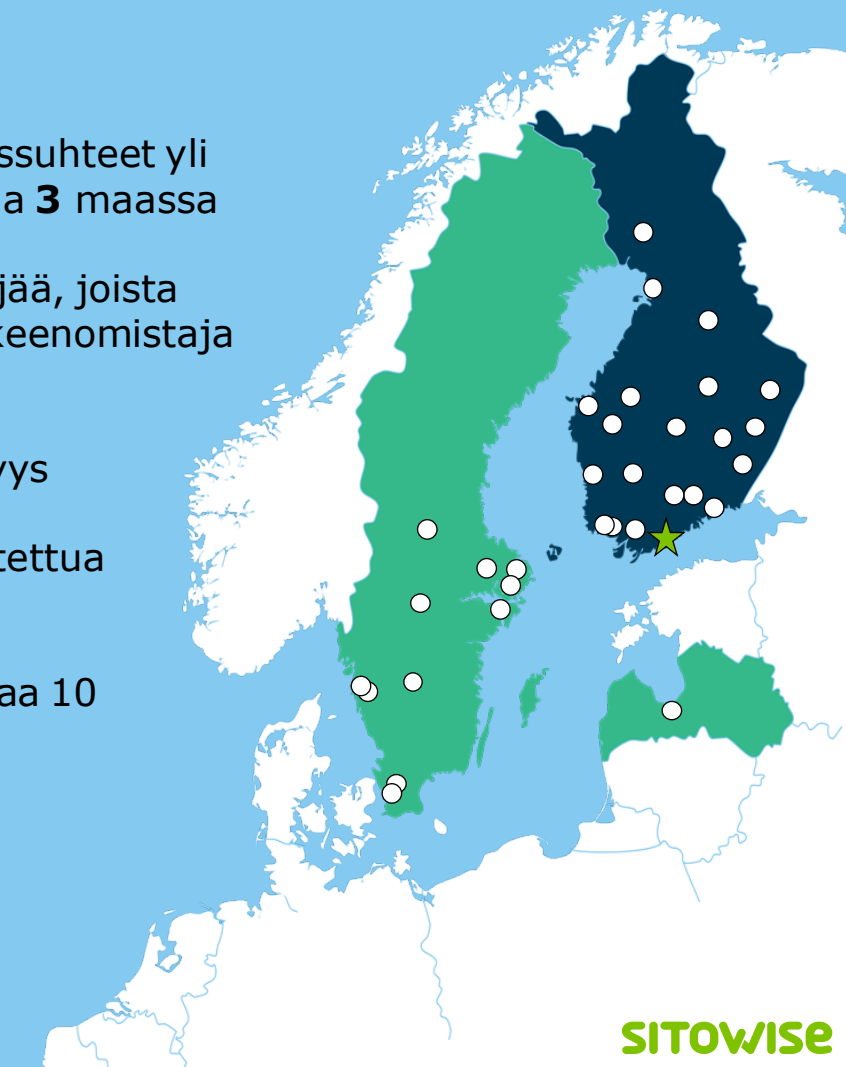 ssuhteet yli
a 3 maassa
jää, joista
keenomistaja
yys
tettua
aa 10
sitowise